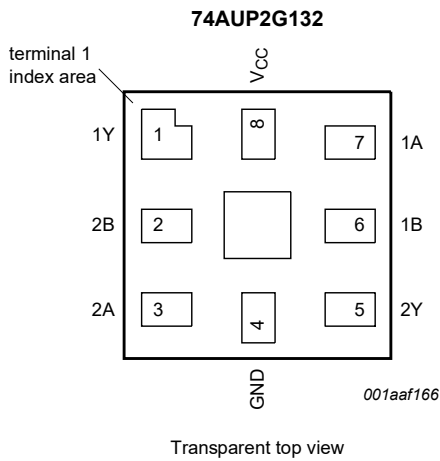 74AUP2G132
terminal 1
index area
VCC
1Y 1 8 7 1A
2B 2 6 1B
2A 3 4 5 2Y
GND
001aaf166
Transparent top view